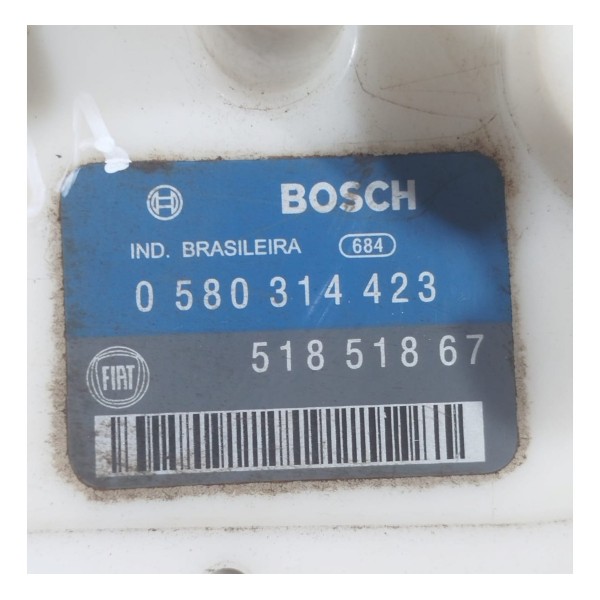 BOSCH
IND. BRASILEIRA 684
0 580 314 423
518 518 67
FIAT